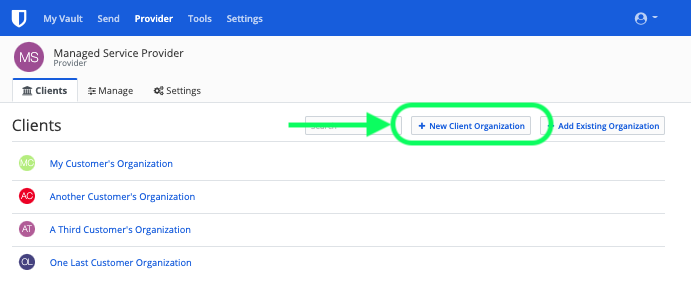 My Vault Send Provider Tools Settings
MS
Managed Service Provider
Provider
Clients Manage Settings
Clients
+ New Client Organization
Add Existing Organization
MC My Customer's Organization
AC Another Customer's Organization
AT A Third Customer's Organization
OL One Last Customer Organization